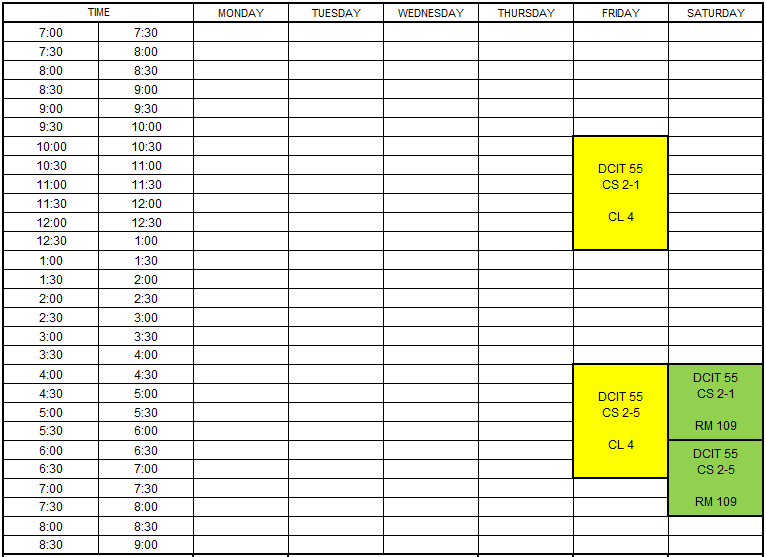 TIME MONDAY TUESDAY WEDNESDAY THURSDAY FRIDAY SATURDAY
7:00 7:30
7:30 8:00
8:00 8:30
8:30 9:00
9:00 9:30
9:30 10:00
10:00 10:30
10:30 11:00
11:00 11:30
11:30 12:00
12:00 12:30
12:30 1:00
DCIT 55
CS 2-1
CL 4
1:00 1:30
1:30 2:00
2:00 2:30
2:30 3:00
3:00 3:30
3:30 4:00
4:00 4:30
4:30 5:00
5:00 5:30
5:30 6:00
6:00 6:30
6:30 7:00
7:00 7:30
7:30 8:00
DCIT 55
CS 2-5
CL 4
DCIT 55
CS 2-1
RM 109
DCIT 55
CS 2-5
RM 109
8:00 8:30
8:30 9:00